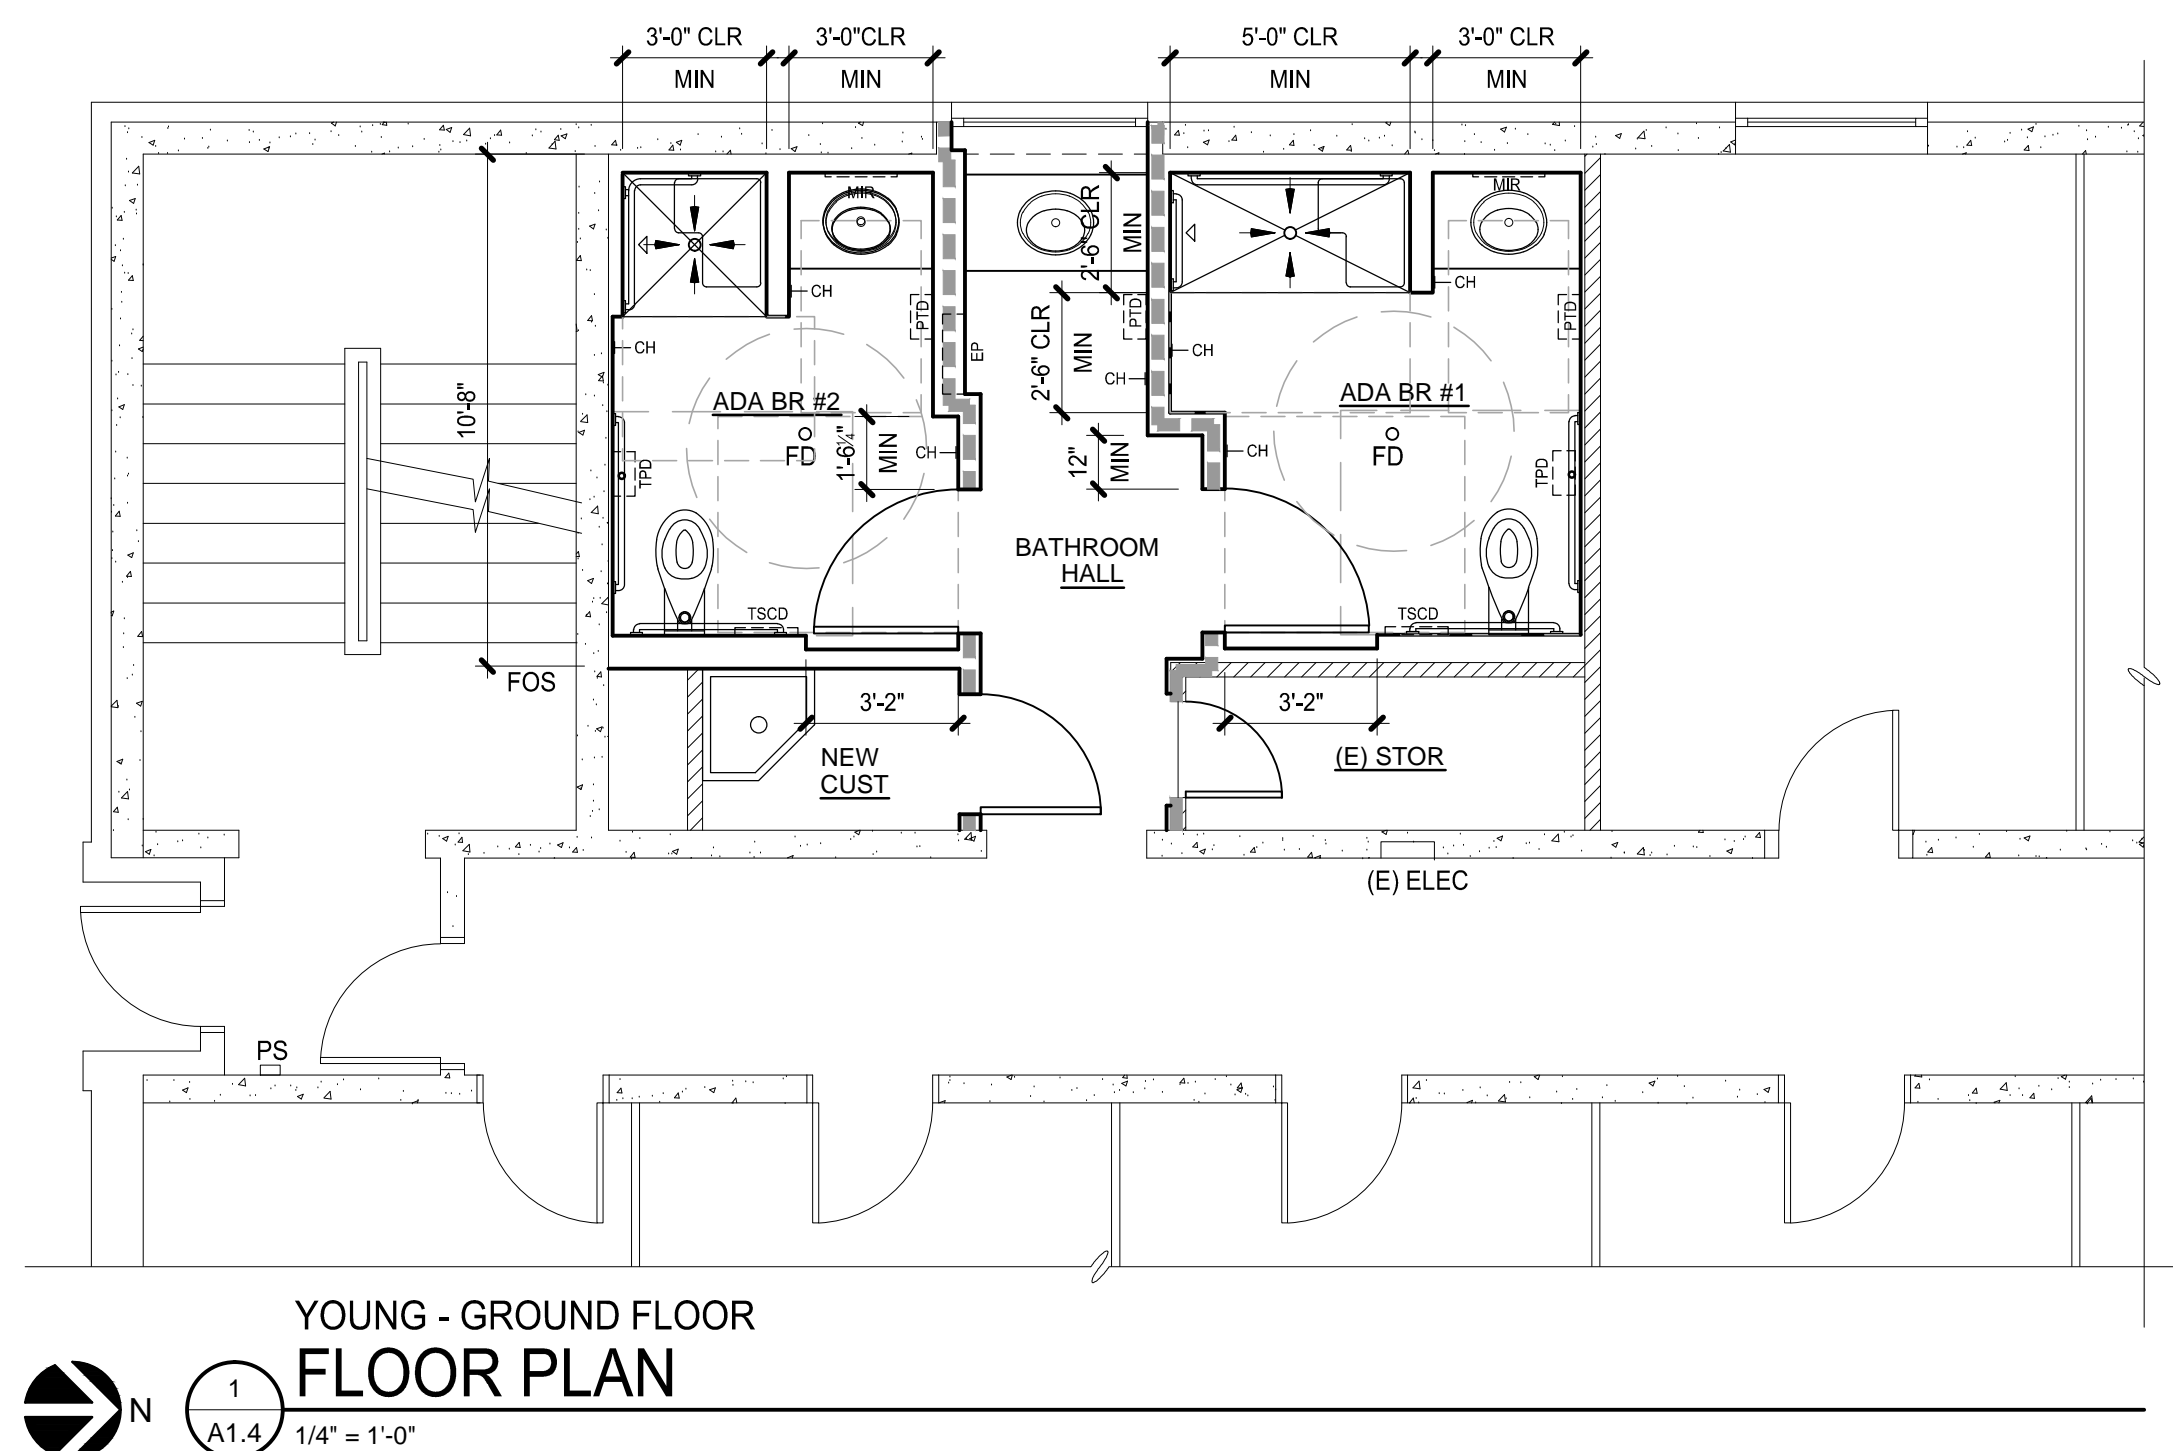 3'-0" CLR
MIN
3'-0"CLR
MIN
5'-0" CLR
MIN
3'-0" CLR
MIN
MIR
MIR
2'-6" CLR
MIN
CH
CH
PTD
PTD
PTD
2'-6" CLR
MIN
EP
CH
CH
CH
10'-8"
ADA BR #2
ADA BR #1
FD
1'-6¼"
MIN
CH
12"
MIN
CH
FD
TPD
TPD
BATHROOM
HALL
TSCD
TSCD
FOS
3'-2"
3'-2"
NEW
CUST
(E) STOR
(E) ELEC
PS
YOUNG - GROUND FLOOR
FLOOR PLAN
N
1
A1.4
1/4" = 1'-0"